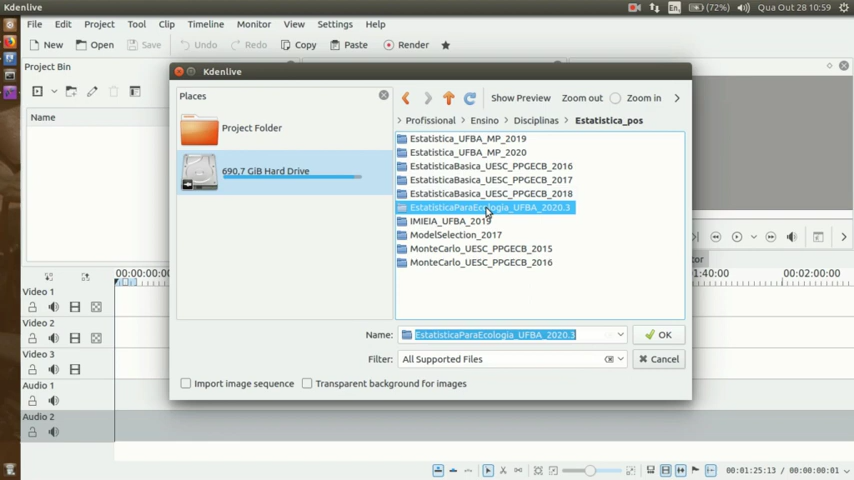 Kdenlive
En
(72%)
Qua Out 28 10:59
File Edit Project Tool Clip Timeline Monitor View Settings Help
New Open Save Undo Redo Copy Paste Render
Project Bin
Name
Kdenlive
Places
Project Folder
690,7 GiB Hard Drive
Show Preview Zoom out Zoom in
Profissional Ensino Disciplinas Estatistica_pos
Estatistica_UFBA_MP_2019
Estatistica_UFBA_MP_2020
EstatisticaBasica_UESC_PPGECB_2016
EstatisticaBasica_UESC_PPGECB_2017
EstatisticaBasica_UESC_PPGECB_2018
EstatisticaParaEcologia_UFBA_2020.3
IMIEIA_UFBA_2019
ModelSelection_2017
MonteCarlo_UESC_PPGECB_2015
MonteCarlo_UESC_PPGECB_2016
Name: EstatisticaParaEcologia_UFBA_2020.3 OK
Filter: All Supported Files Cancel
Import image sequence Transparent background for images
00:00:00:00
1:40:00 00:02:00:00
Video 1
Video 2
Video 3
Audio 1
Audio 2
00:01:25:13 / 00:00:00:01